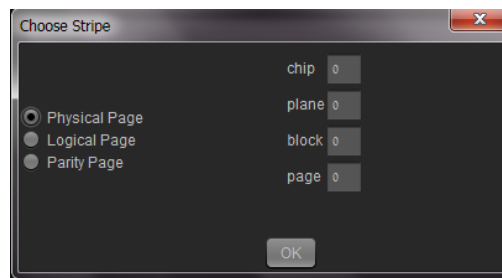 Choose Stripe
x
Physical Page
Logical Page
Parity Page
chip 0
plane 0
block 0
page 0
OK